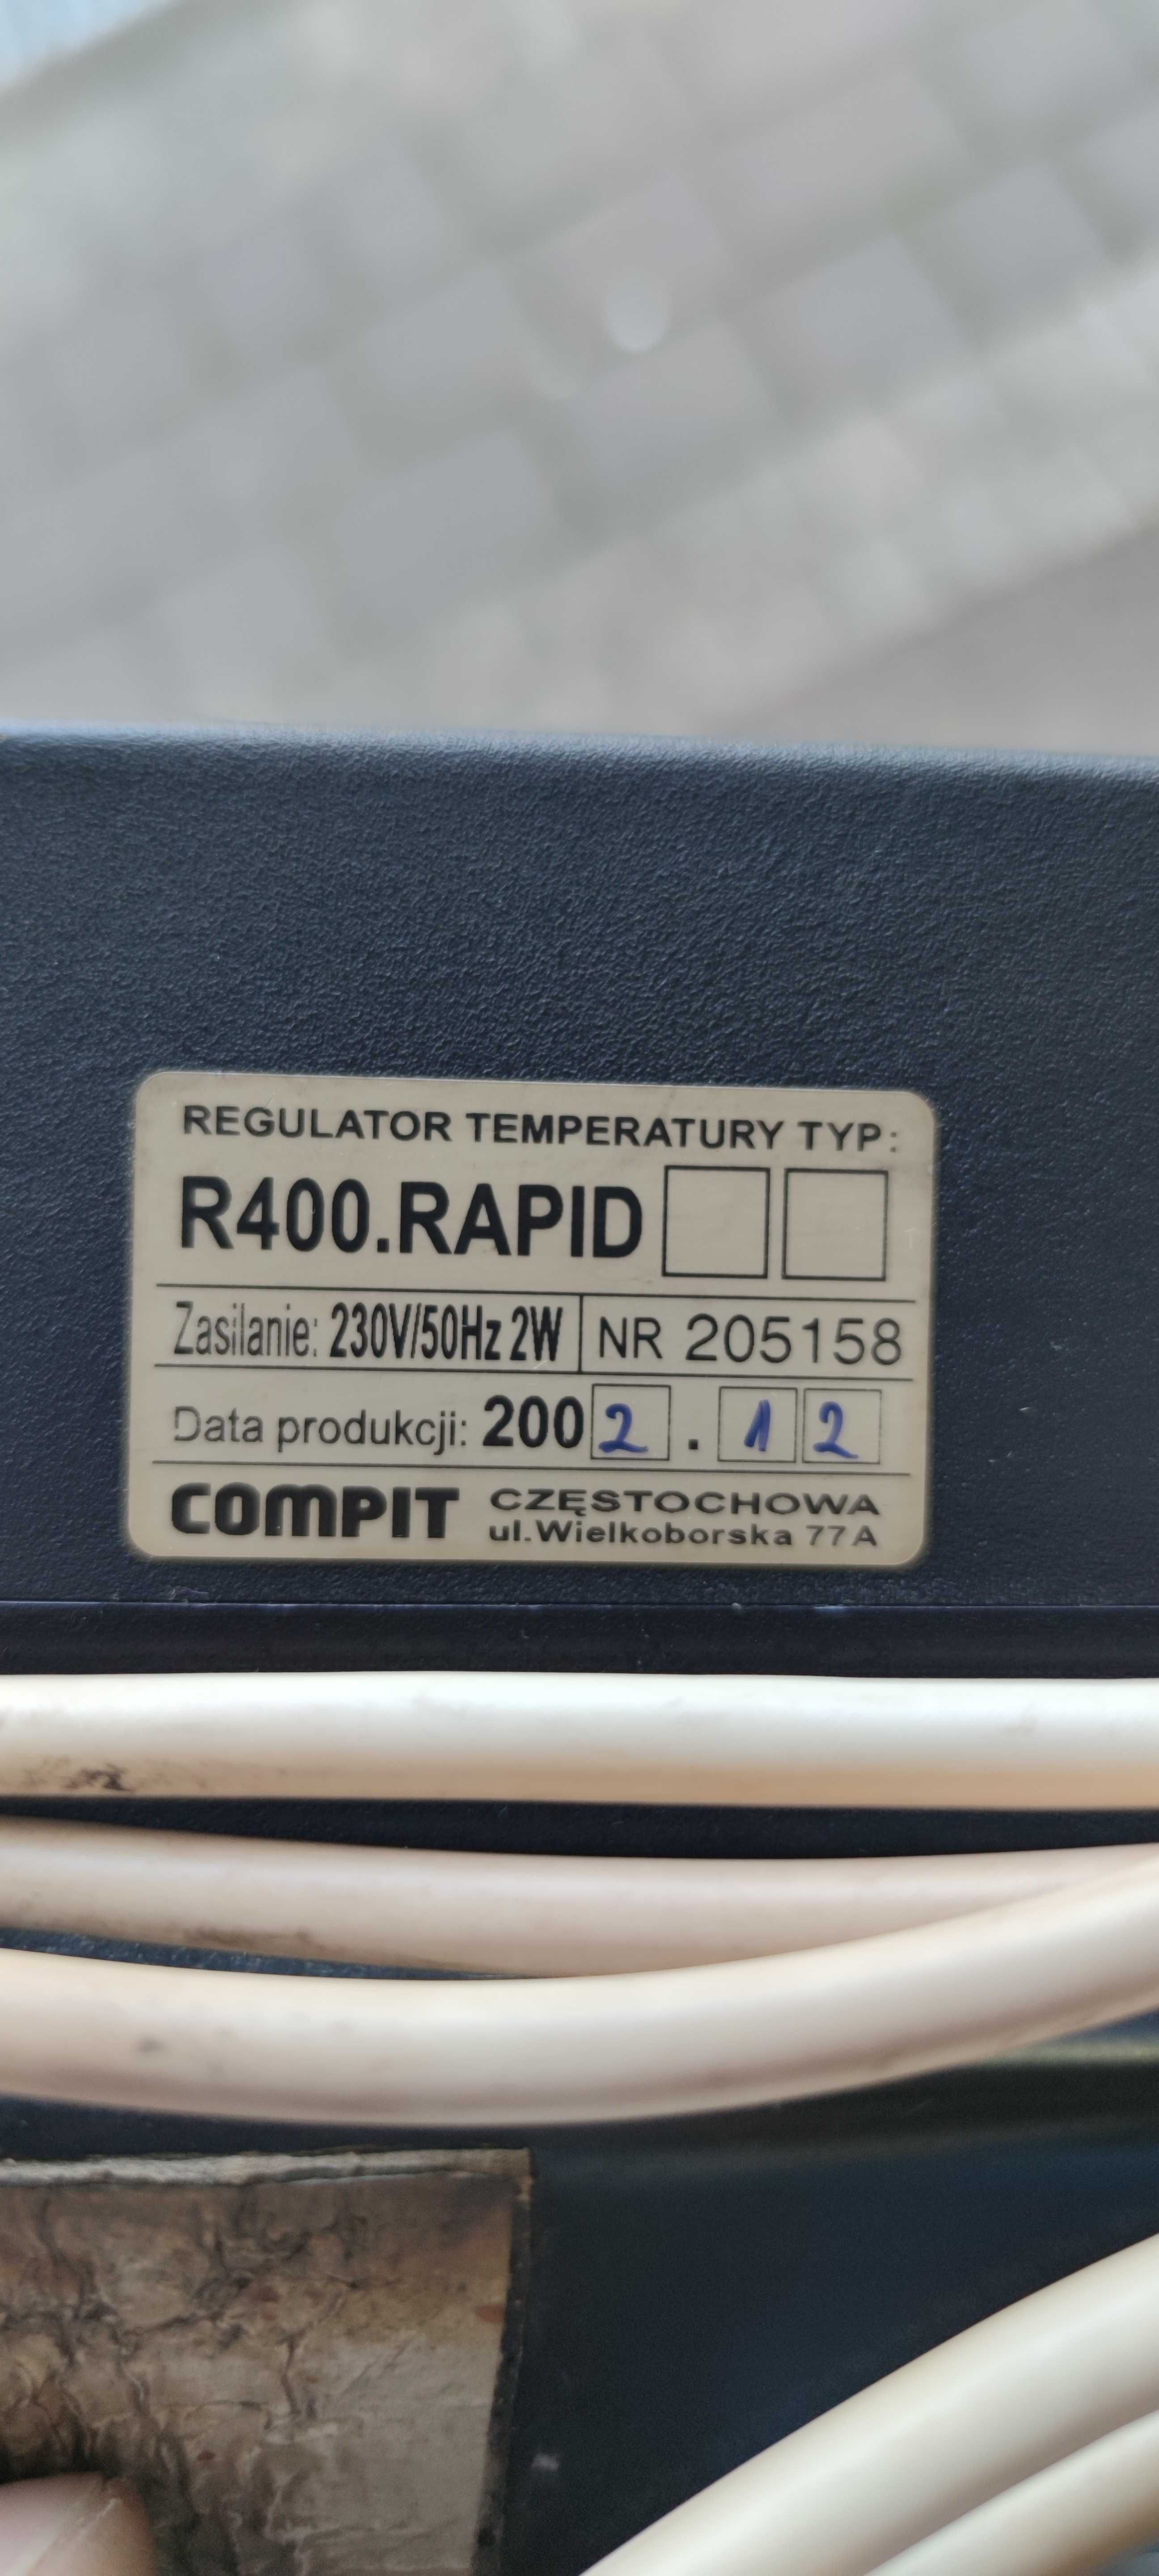 REGULATOR TEMPERATURY TYP:
R400.RAPID
Zasilanie: 230V/50Hz 2W NR 205158
Data produkcji: 2002.12
COMPIT CZĘSTOCHOWA
ul.Wielkoborska 77A